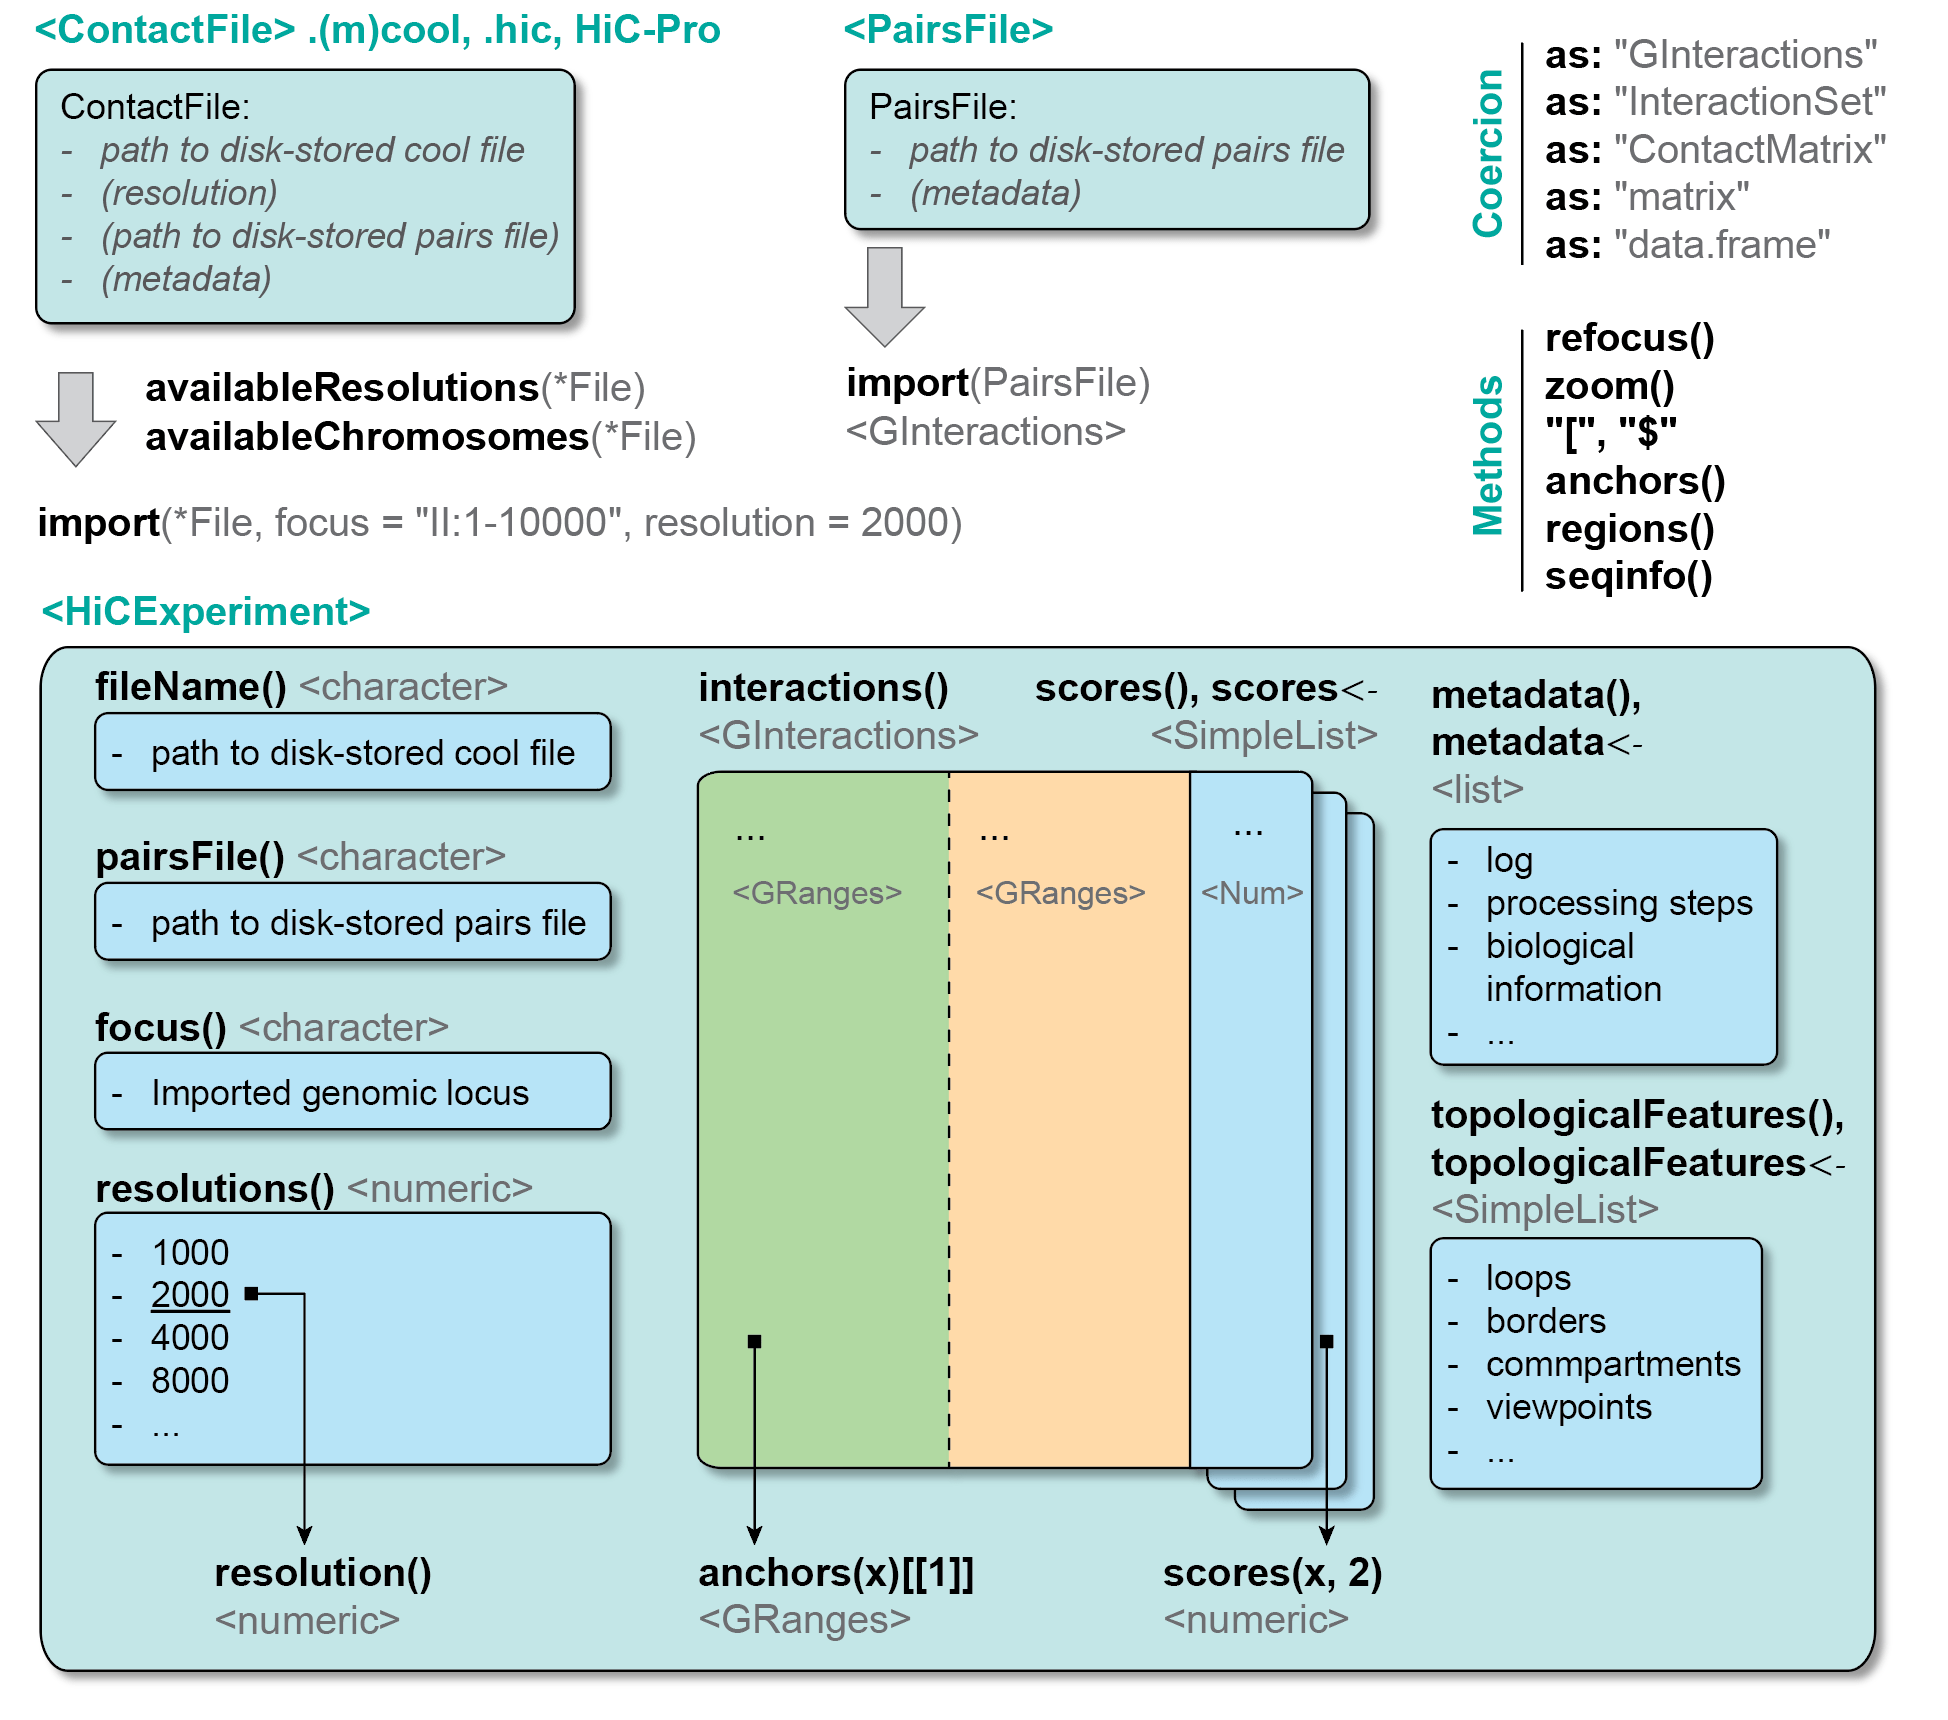 <ContactFile> .(m)cool, .hic, HiC-Pro
ContactFile:
- path to disk-stored cool file
- (resolution)
- (path to disk-stored pairs file)
- (metadata)
availableResolutions(*File)
availableChromosomes(*File)
import(*File, focus = "II:1-10000", resolution = 2000)
<PairsFile>
PairsFile:
- path to disk-stored pairs file
- (metadata)
import(PairsFile)
<GInteractions>
Coercion
as: "GInteractions"
as: "InteractionSet"
as: "ContactMatrix"
as: "matrix"
as: "data.frame"
Methods
refocus()
zoom()
"[", "$"
anchors()
regions()
seqinfo()
<HiCExperiment>
fileName() <character>
- path to disk-stored cool file
pairsFile() <character>
- path to disk-stored pairs file
focus() <character>
- Imported genomic locus
resolutions() <numeric>
- 1000
- 2000
- 4000
- 8000
- ...
resolution()
<numeric>
interactions()
<GInteractions>
scores(), scores<-
<SimpleList>
... ... ...
<GRanges> <GRanges> <Num>
anchors(x)[[1]]
<GRanges>
scores(x, 2)
<numeric>
metadata(),
metadata<-
<list>
- log
- processing steps
- biological
information
- ...
topologicalFeatures(),
topologicalFeatures<-
<SimpleList>
- loops
- borders
- commpartments
- viewpoints
- ...